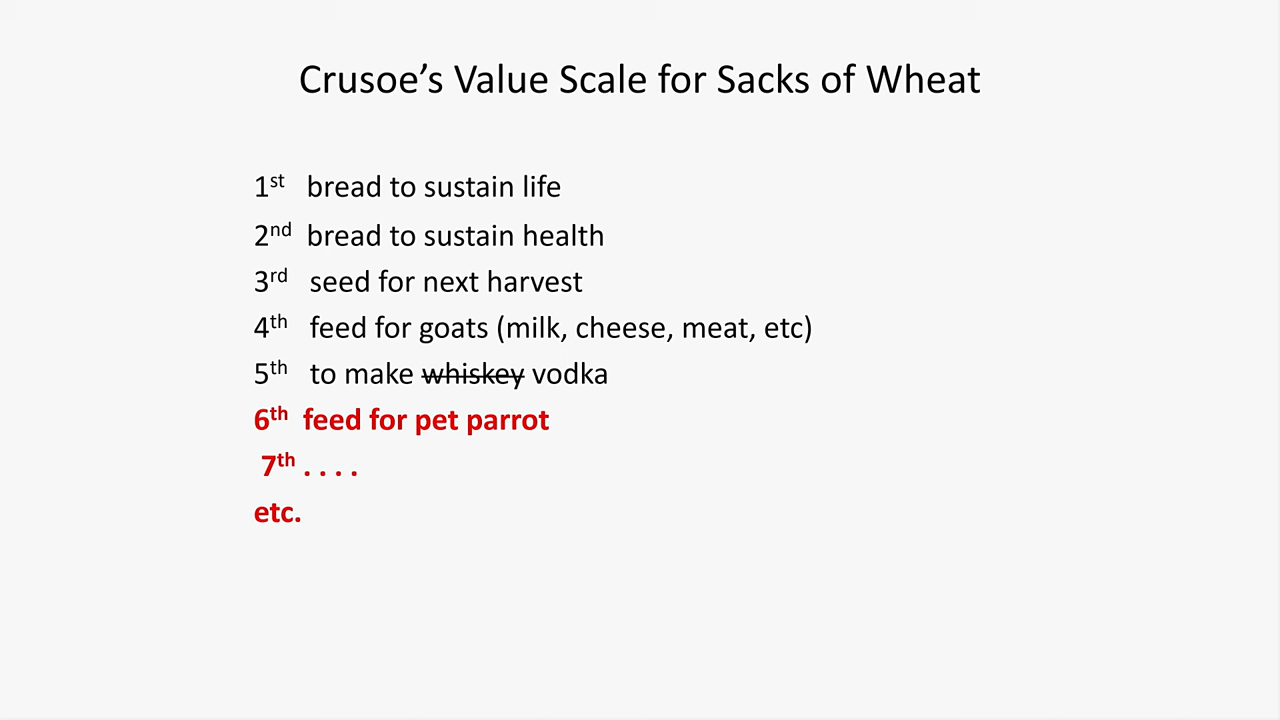 Crusoe’s Value Scale for Sacks of Wheat
1st bread to sustain life
2nd bread to sustain health
3rd seed for next harvest
4th feed for goats (milk, cheese, meat, etc)
5th to make whiskey vodka
6th feed for pet parrot
7th . . . .
etc.